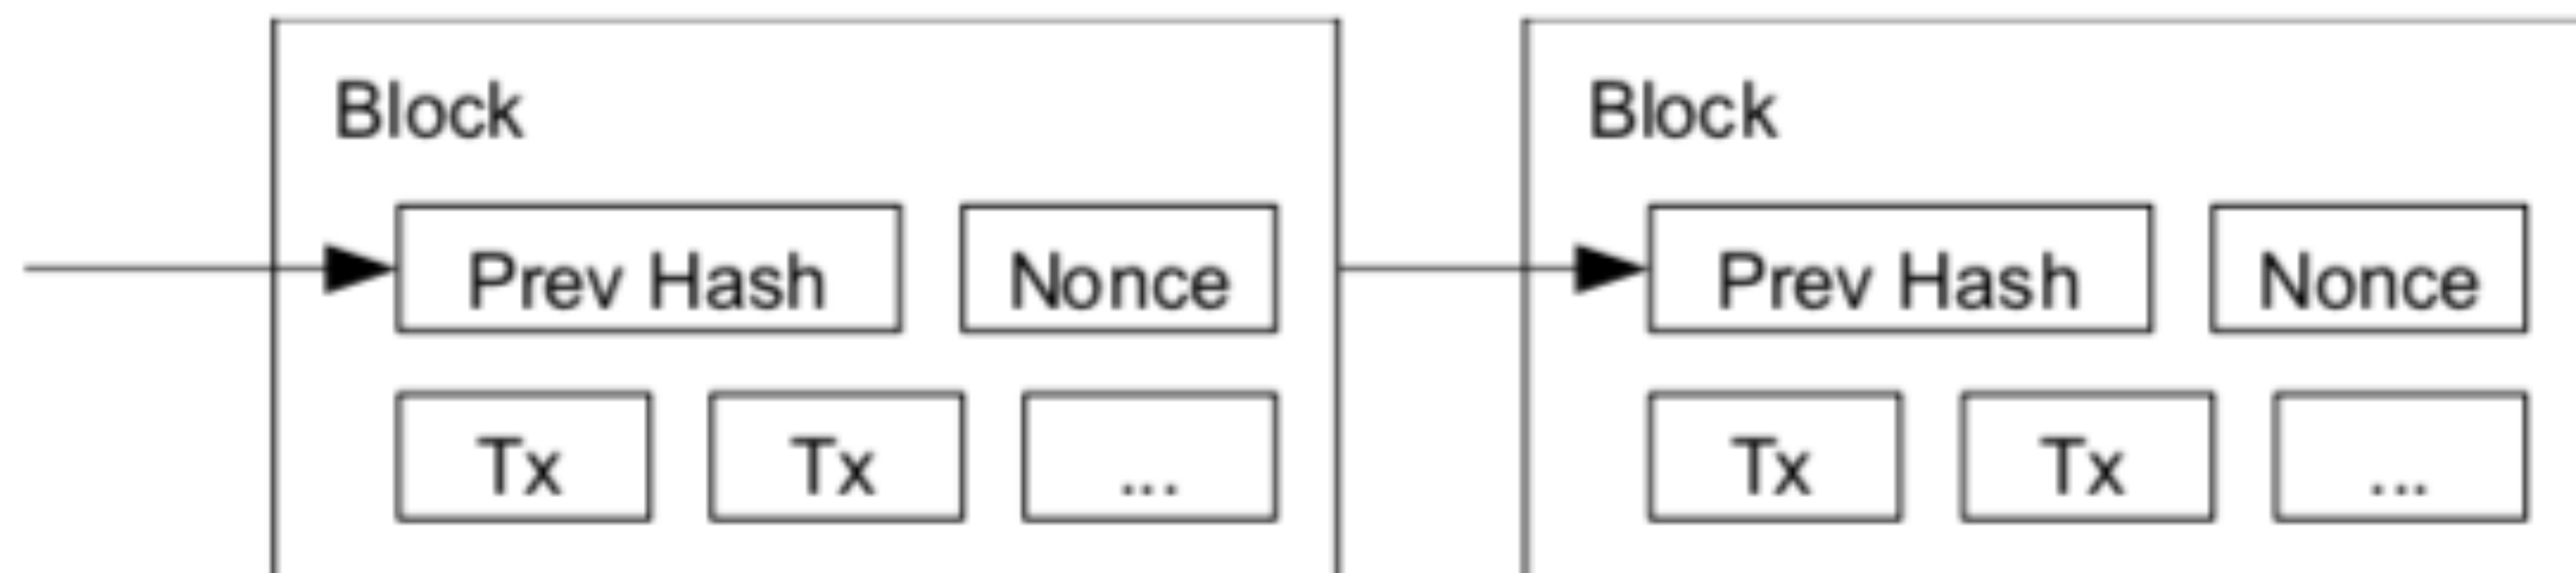 Block
Prev Hash Nonce
Tx Tx ...
Block
Prev Hash Nonce
Tx Tx ...